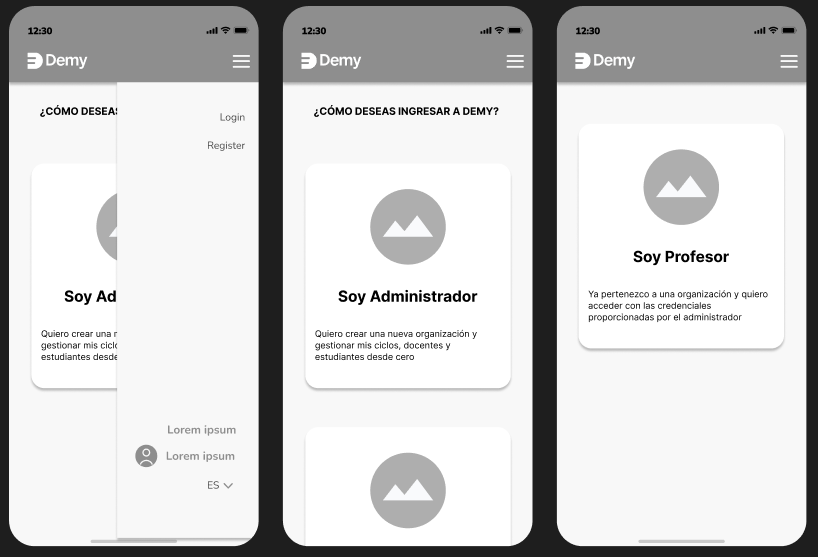 12:30
Demy
¿CÓMO DESEAS
Login
Register
Soy Ad
Quiero crear una n
gestionar mis ciclo
estudiantes desde
Lorem ipsum
Lorem ipsum
ES
12:30
Demy
¿CÓMO DESEAS INGRESAR A DEMY?
Soy Administrador
Quiero crear una nueva organización y
gestionar mis ciclos, docentes y
estudiantes desde cero
12:30
Demy
Soy Profesor
Ya pertenezco a una organización y quiero
acceder con las credenciales
proporcionadas por el administrador